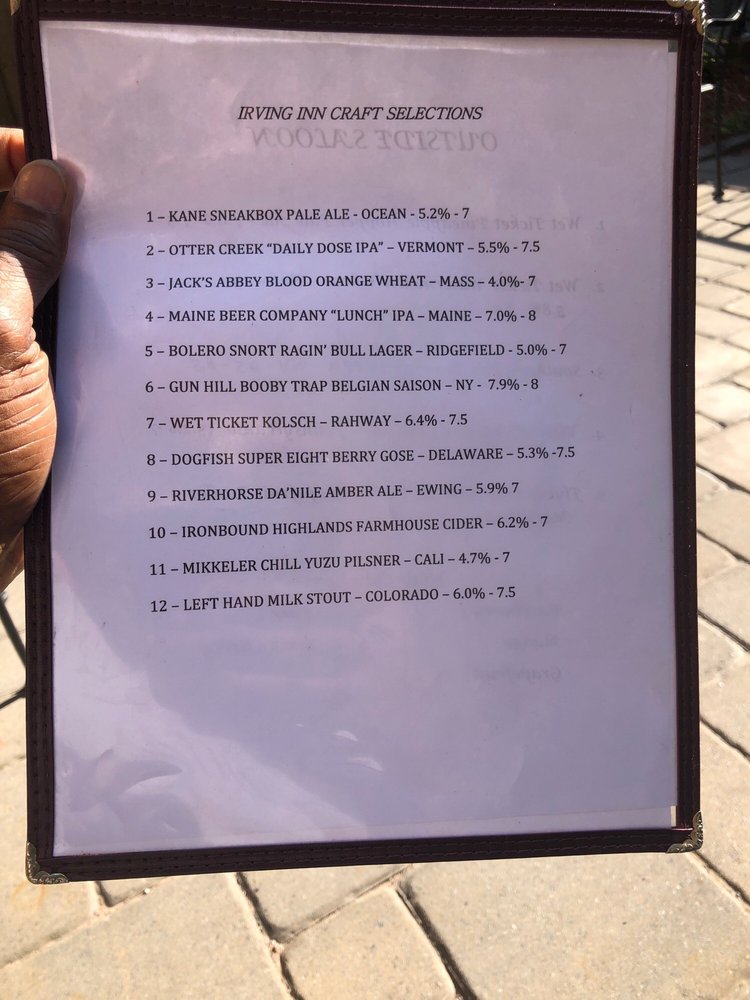 IRVING INN CRAFT SELECTIONS
OUTSIDE SALOON
1 – KANE SNEAKBOX PALE ALE - OCEAN - 5.2% - 7
2 – OTTER CREEK “DAILY DOSE IPA” – VERMONT – 5.5% - 7.5
3 – JACK’S ABBEY BLOOD ORANGE WHEAT – MASS – 4.0%- 7
4 – MAINE BEER COMPANY “LUNCH” IPA – MAINE – 7.0% - 8
5 – BOLERO SNORT RAGIN’ BULL LAGER – RIDGEFIELD - 5.0% - 7
6 – GUN HILL BOOBY TRAP BELGIAN SAISON – NY - 7.9% - 8
7 – WET TICKET KOLSCH – RAHWAY – 6.4% - 7.5
8 – DOGFISH SUPER EIGHT BERRY GOSE – DELAWARE – 5.3% -7.5
9 – RIVERHORSE DA’NILE AMBER ALE – EWING – 5.9% 7
10 – IRONBOUND HIGHLANDS FARMHOUSE CIDER – 6.2% - 7
11 – MIKKELER CHILL YUZU PILSNER – CALI – 4.7% - 7
12 – LEFT HAND MILK STOUT – COLORADO – 6.0% - 7.5